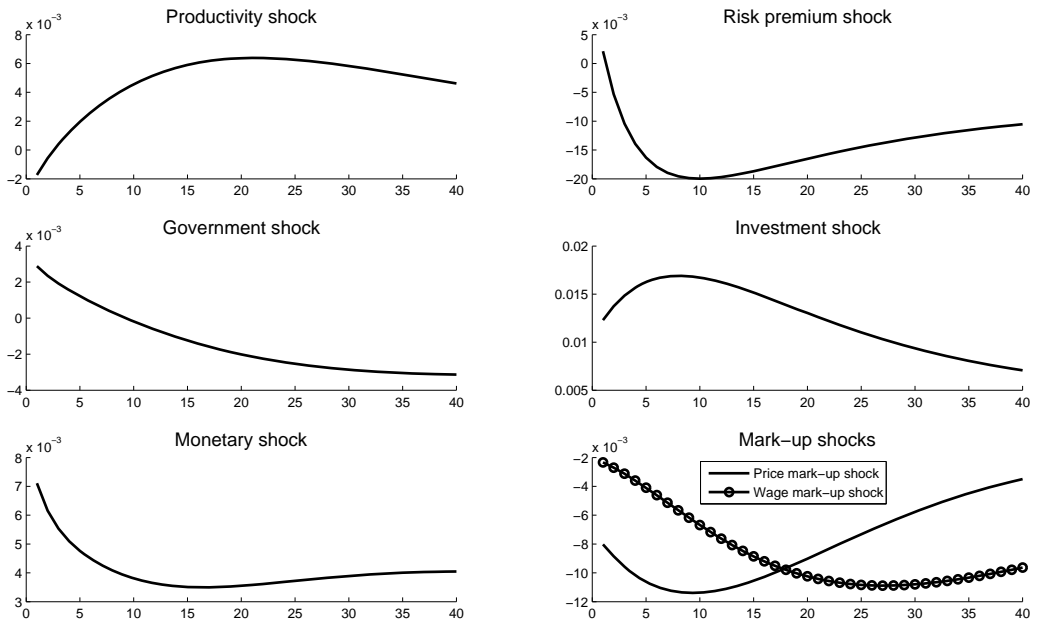 Productivity shock
x 10⁻³
8
6
4
2
0
−2
0 5 10 15 20 25 30 35 40
Risk premium shock
x 10⁻³
5
0
−5
−10
−15
−20
0 5 10 15 20 25 30 35 40
Government shock
x 10⁻³
4
2
0
−2
−4
0 5 10 15 20 25 30 35 40
Investment shock
0.02
0.015
0.01
0.005
0 5 10 15 20 25 30 35 40
Monetary shock
x 10⁻³
8
7
6
5
4
3
0 5 10 15 20 25 30 35 40
Mark−up shocks
x 10⁻³
−2
−4
−6
−8
−10
−12
0 5 10 15 20 25 30 35 40
Price mark−up shock
Wage mark−up shock